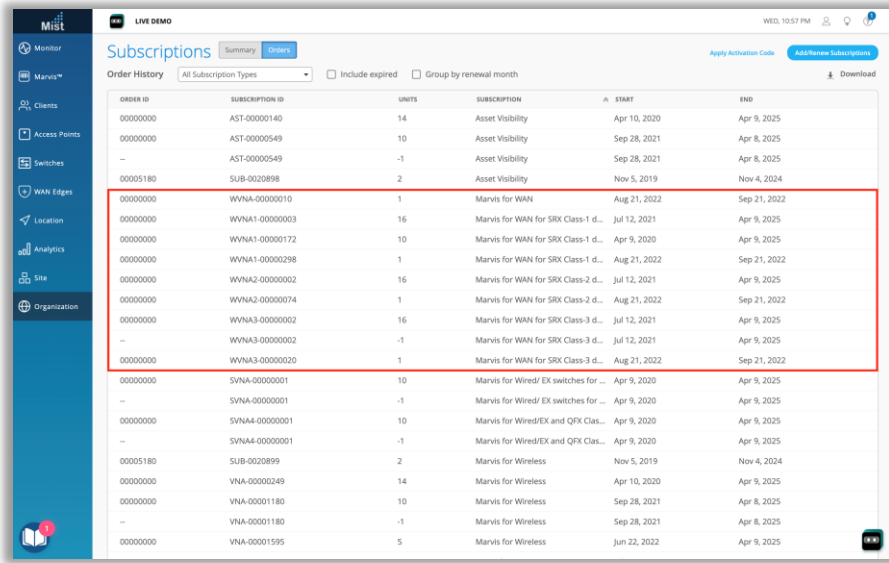 Mist
LIVE DEMO
WED, 10:57 PM
1
Monitor
Marvis™
Clients
Access Points
Switches
WAN Edges
Location
Analytics
Site
Organization
1
Subscriptions Summary Orders
Apply Activation Code Add/Renew Subscriptions
Order History All Subscription Types Include expired Group by renewal month Download
ORDER ID SUBSCRIPTION ID UNITS SUBSCRIPTION START END
00000000 AST-00000140 14 Asset Visibility Apr 10, 2020 Apr 9, 2025
00000000 AST-00000549 10 Asset Visibility Sep 28, 2021 Apr 8, 2025
-- AST-00000549 -1 Asset Visibility Sep 28, 2021 Apr 8, 2025
00005180 SUB-0020898 2 Asset Visibility Nov 5, 2019 Nov 4, 2024
00000000 WVNA-00000010 1 Marvis for WAN Aug 21, 2022 Sep 21, 2022
00000000 WVNA1-00000003 16 Marvis for WAN for SRX Class-1 d... Jul 12, 2021 Apr 9, 2025
00000000 WVNA1-00000172 10 Marvis for WAN for SRX Class-1 d... Apr 9, 2020 Apr 9, 2025
00000000 WVNA1-00000298 1 Marvis for WAN for SRX Class-1 d... Aug 21, 2022 Sep 21, 2022
00000000 WVNA2-00000002 16 Marvis for WAN for SRX Class-2 d... Jul 12, 2021 Apr 9, 2025
00000000 WVNA2-00000074 1 Marvis for WAN for SRX Class-2 d... Aug 21, 2022 Sep 21, 2022
00000000 WVNA3-00000002 16 Marvis for WAN for SRX Class-3 d... Jul 12, 2021 Apr 9, 2025
-- WVNA3-00000002 -1 Marvis for WAN for SRX Class-3 d... Jul 12, 2021 Apr 9, 2025
00000000 WVNA3-00000020 1 Marvis for WAN for SRX Class-3 d... Aug 21, 2022 Sep 21, 2022
00000000 SVNA-00000001 10 Marvis for Wired/ EX switches for ... Apr 9, 2020 Apr 9, 2025
-- SVNA-00000001 -1 Marvis for Wired/ EX switches for ... Apr 9, 2020 Apr 9, 2025
00000000 SVNA4-00000001 10 Marvis for Wired/EX and QFX Clas... Apr 9, 2020 Apr 9, 2025
-- SVNA4-00000001 -1 Marvis for Wired/EX and QFX Clas... Apr 9, 2020 Apr 9, 2025
00005180 SUB-0020899 2 Marvis for Wireless Nov 5, 2019 Nov 4, 2024
00000000 VNA-00000249 14 Marvis for Wireless Apr 10, 2020 Apr 9, 2025
00000000 VNA-00001180 10 Marvis for Wireless Sep 28, 2021 Apr 8, 2025
-- VNA-00001180 -1 Marvis for Wireless Sep 28, 2021 Apr 8, 2025
00000000 VNA-00001595 5 Marvis for Wireless Jun 22, 2022 Apr 9, 2025